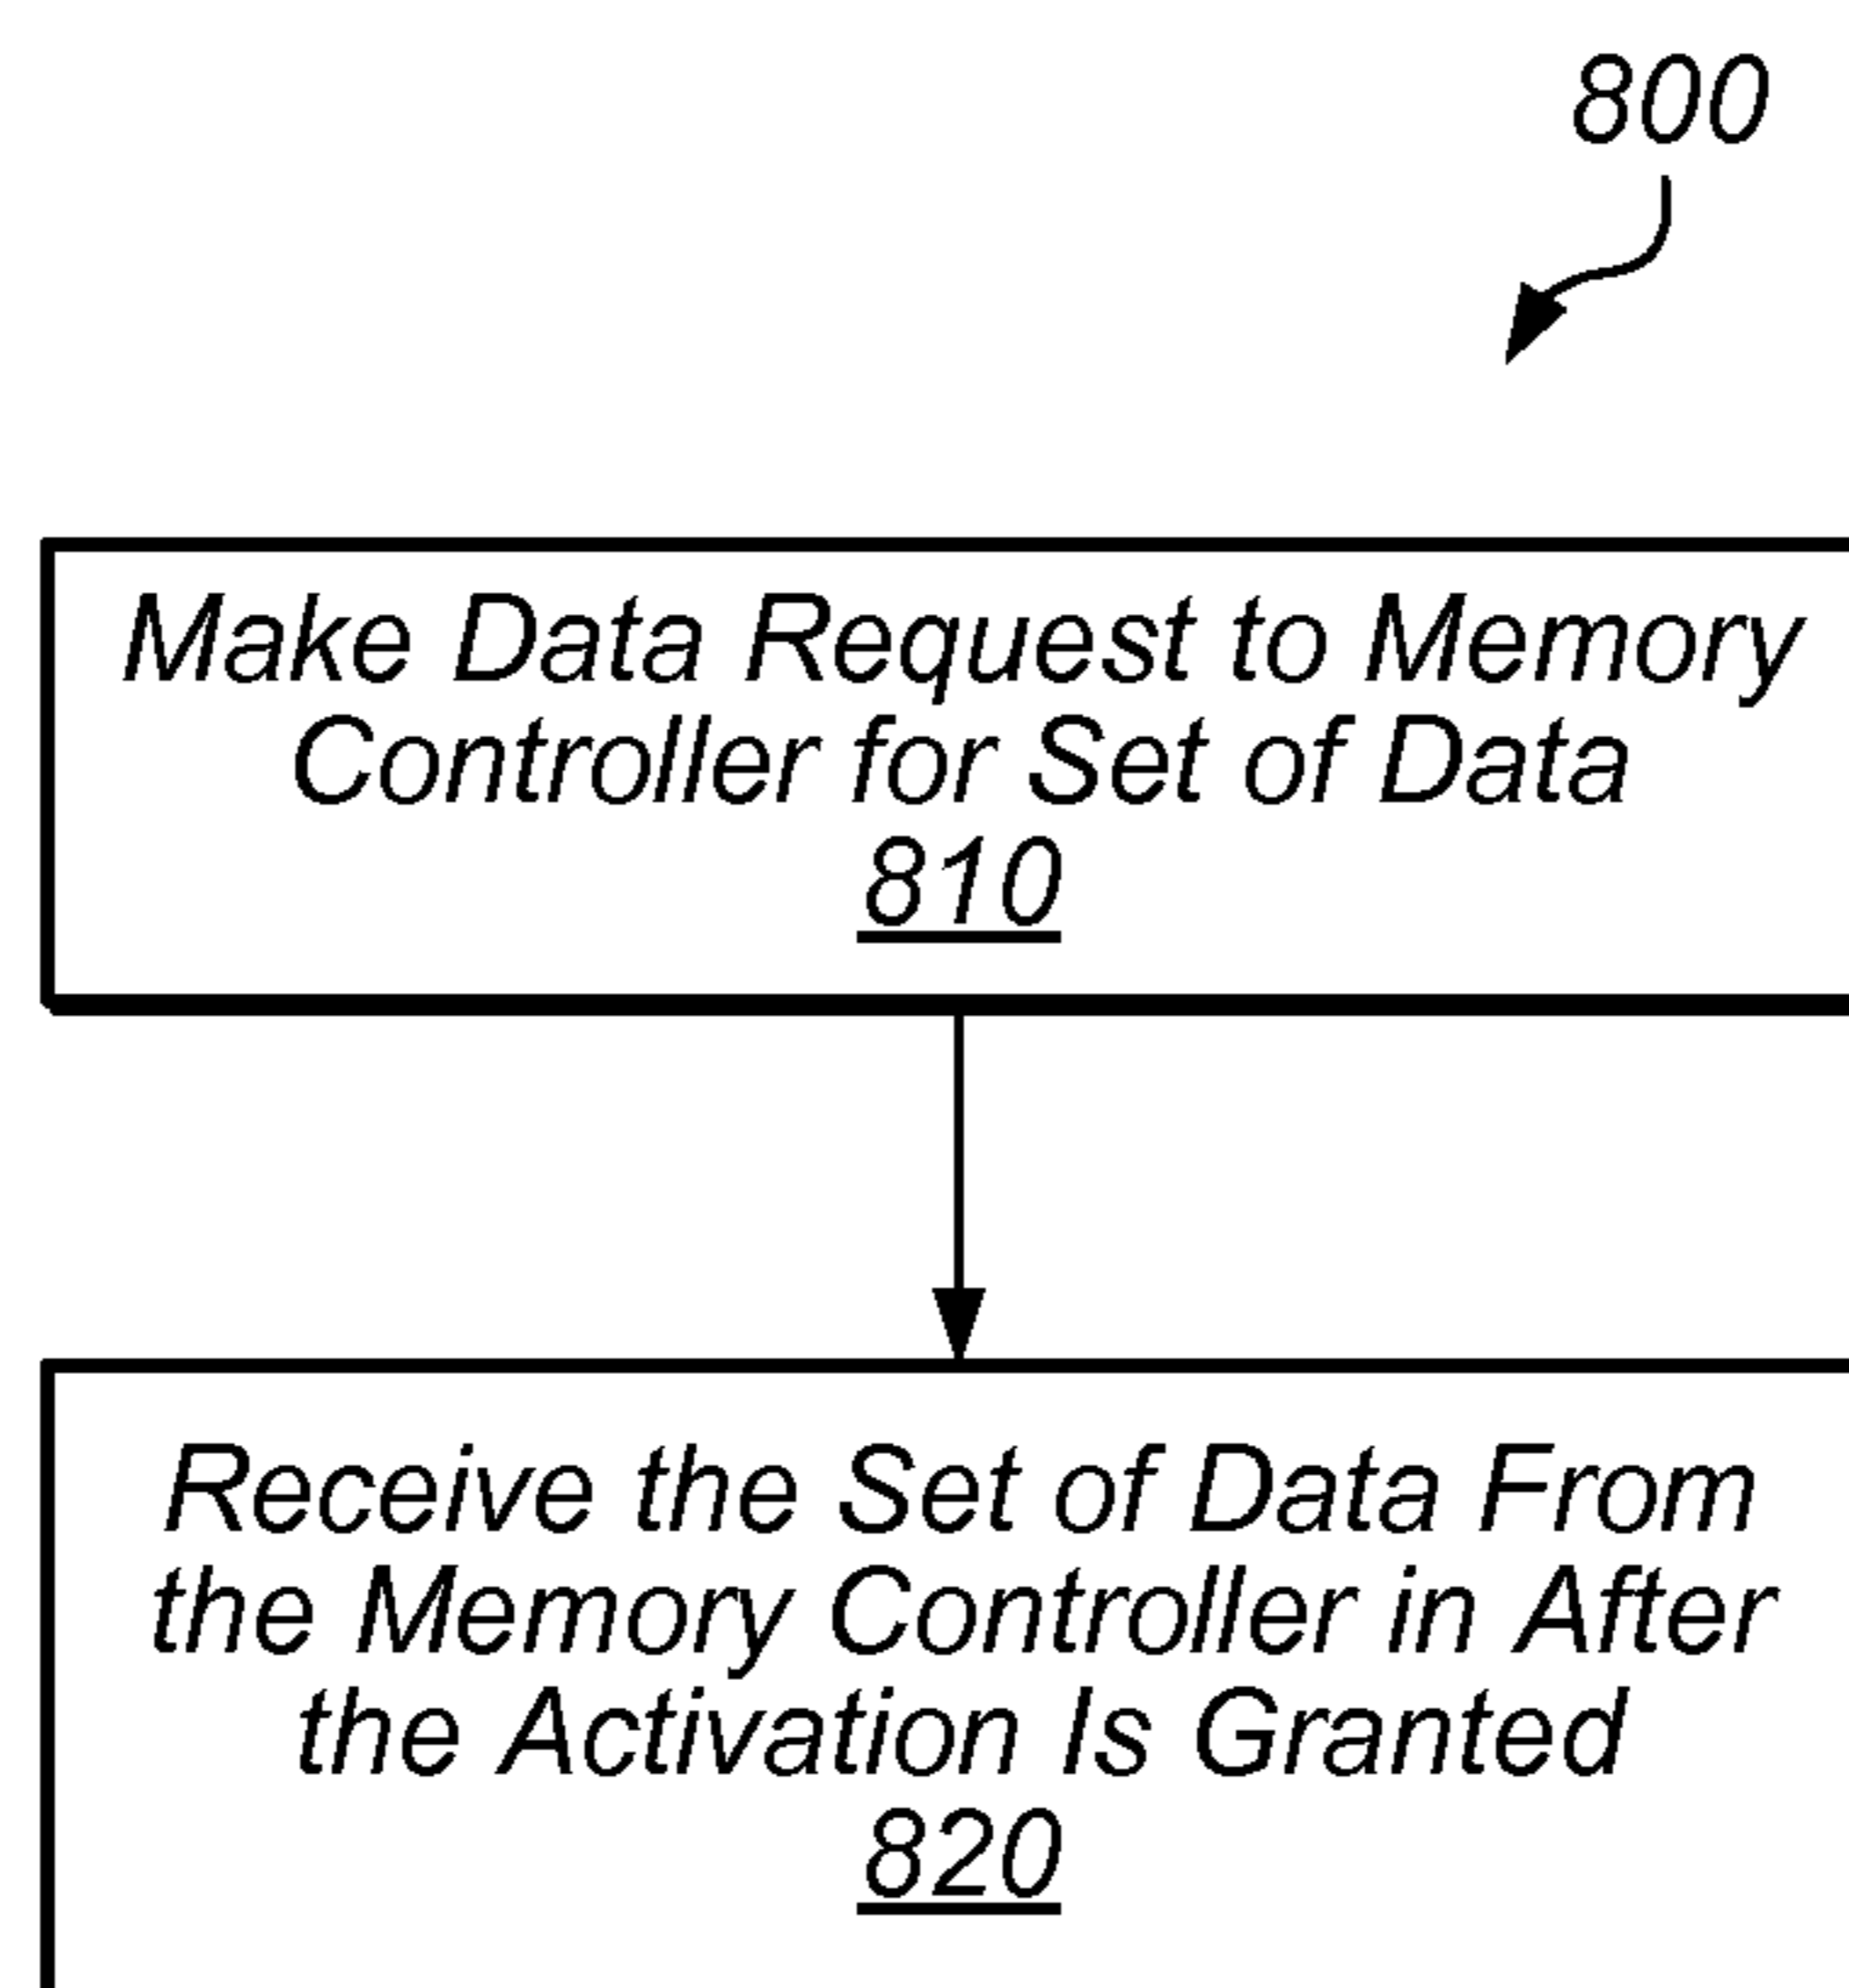 800
Make Data Request to Memory
Controller for Set of Data
810
Receive the Set of Data From
the Memory Controller in After
the Activation Is Granted
820